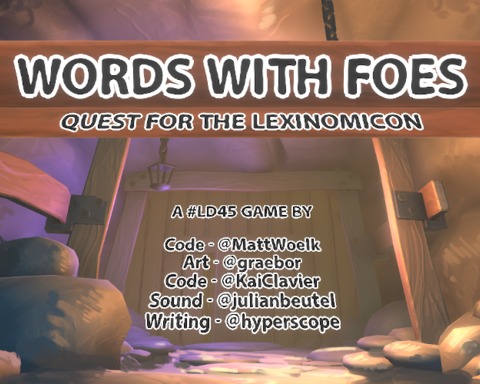 WORDS WITH FOES
QUEST FOR THE LEXINOMICON
A #LD45 GAME BY
Code - @MattWoelk
Art - @graebor
Code - @KaiClavier
Sound - @julianbeutel
Writing - @hyperscope